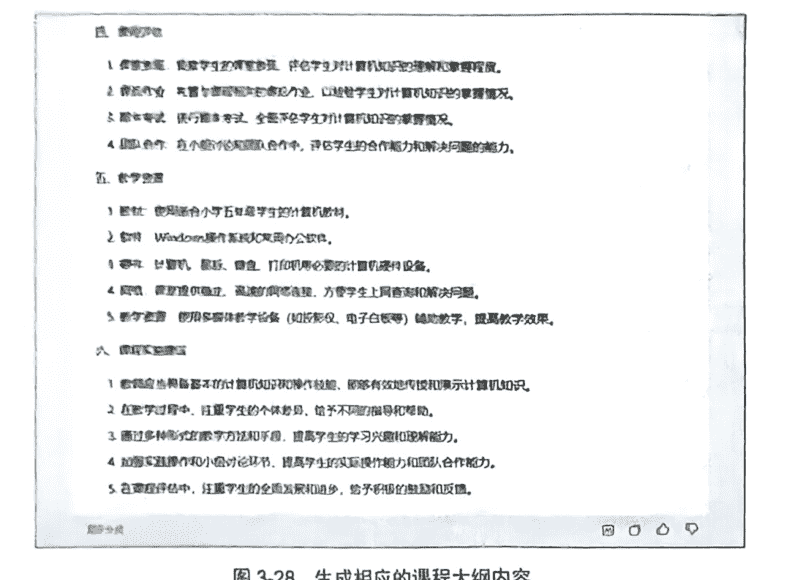 四、课程评估
1. 课堂表现：观察学生的课堂表现，评估学生对计算机知识的理解和掌握程度。
2. 课后作业：布置与课程相关的课后作业，以检验学生对计算机知识的掌握情况。
3. 期末考试：进行期末考试，全面评估学生对计算机知识的掌握情况。
4. 团队合作：在小组讨论和团队合作中，评估学生的合作能力和解决问题的能力。
五、教学资源
1. 教材：使用适合小学五年级学生的计算机教材。
2. 软件：Windows操作系统和常用办公软件。
3. 硬件：计算机、鼠标、键盘、打印机等必要的计算机硬件设备。
4. 网络：需要提供稳定、高速的网络连接，方便学生上网查询和解决问题。
5. 教学资源：使用多媒体教学设备（如投影仪、电子白板等）辅助教学，提高教学效果。
六、课程实施建议
1. 教师应当具备基本的计算机知识和操作技能，能够有效地传授和演示计算机知识。
2. 在教学过程中，注重学生的个体差异，给予不同的指导和帮助。
3. 通过多种形式的教学方法和手段，提高学生的学习兴趣和理解能力。
4. 加强实践操作和小组讨论环节，提高学生的实际操作能力和团队合作能力。
5. 在课程评估中，注重学生的全面发展和进步，给予积极的鼓励和反馈。
图 3-28 生成相应的课程大纲内容